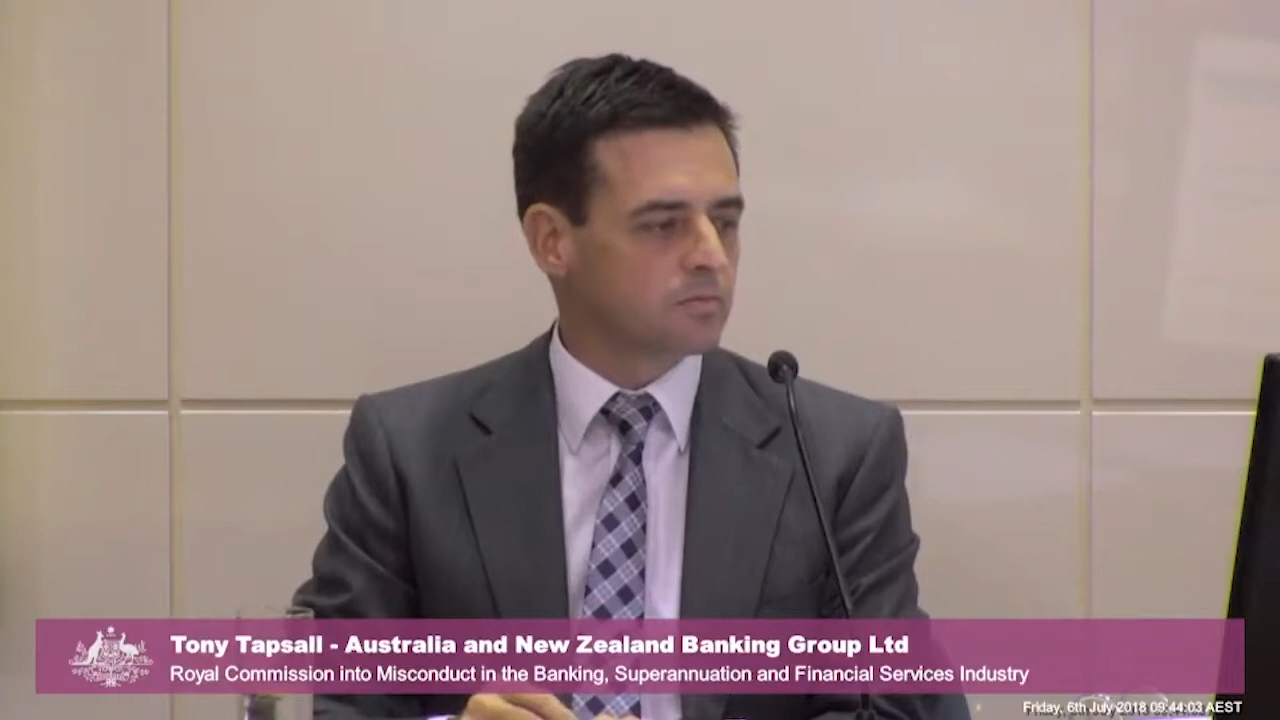 Tony Tapsall - Australia and New Zealand Banking Group Ltd
Royal Commission into Misconduct in the Banking, Superannuation and Financial Services Industry
Friday, 6th July 2018 09:44:03 AEST